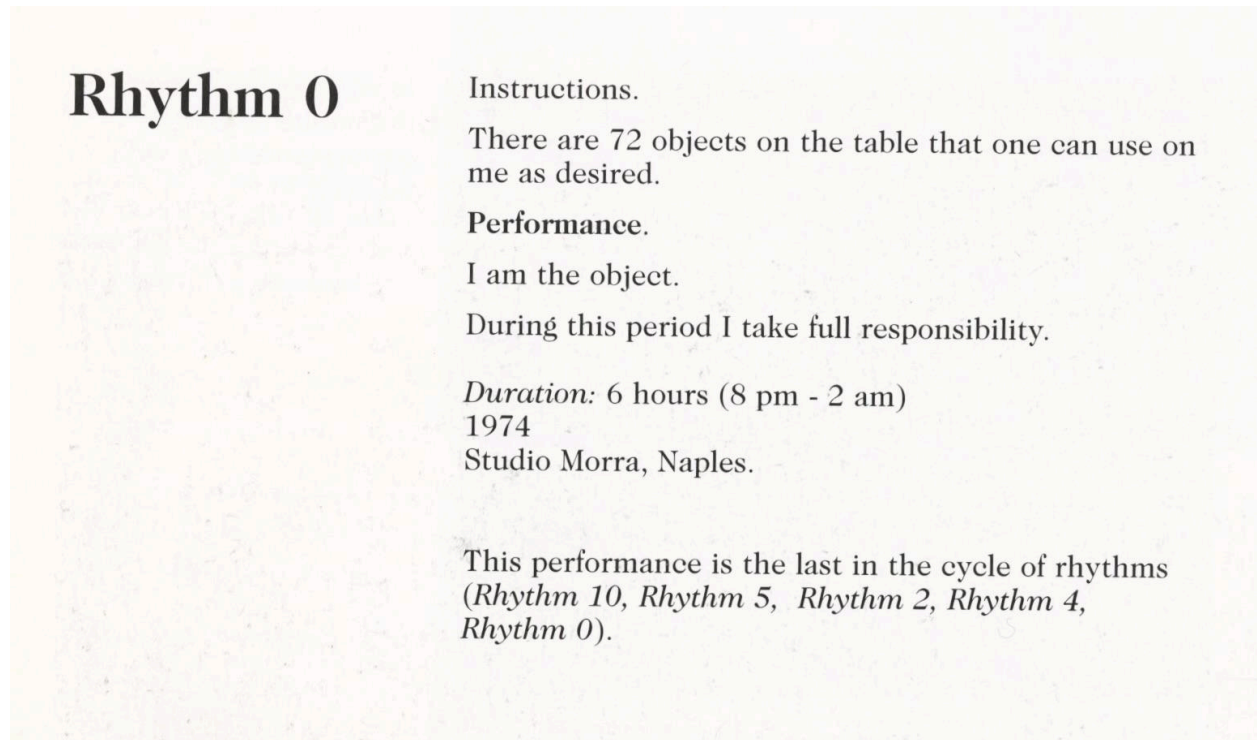 Rhythm 0
Instructions.
There are 72 objects on the table that one can use on
me as desired.
Performance.
I am the object.
During this period I take full responsibility.
Duration: 6 hours (8 pm - 2 am)
1974
Studio Morra, Naples.
This performance is the last in the cycle of rhythms
(Rhythm 10, Rhythm 5, Rhythm 2, Rhythm 4,
Rhythm 0).